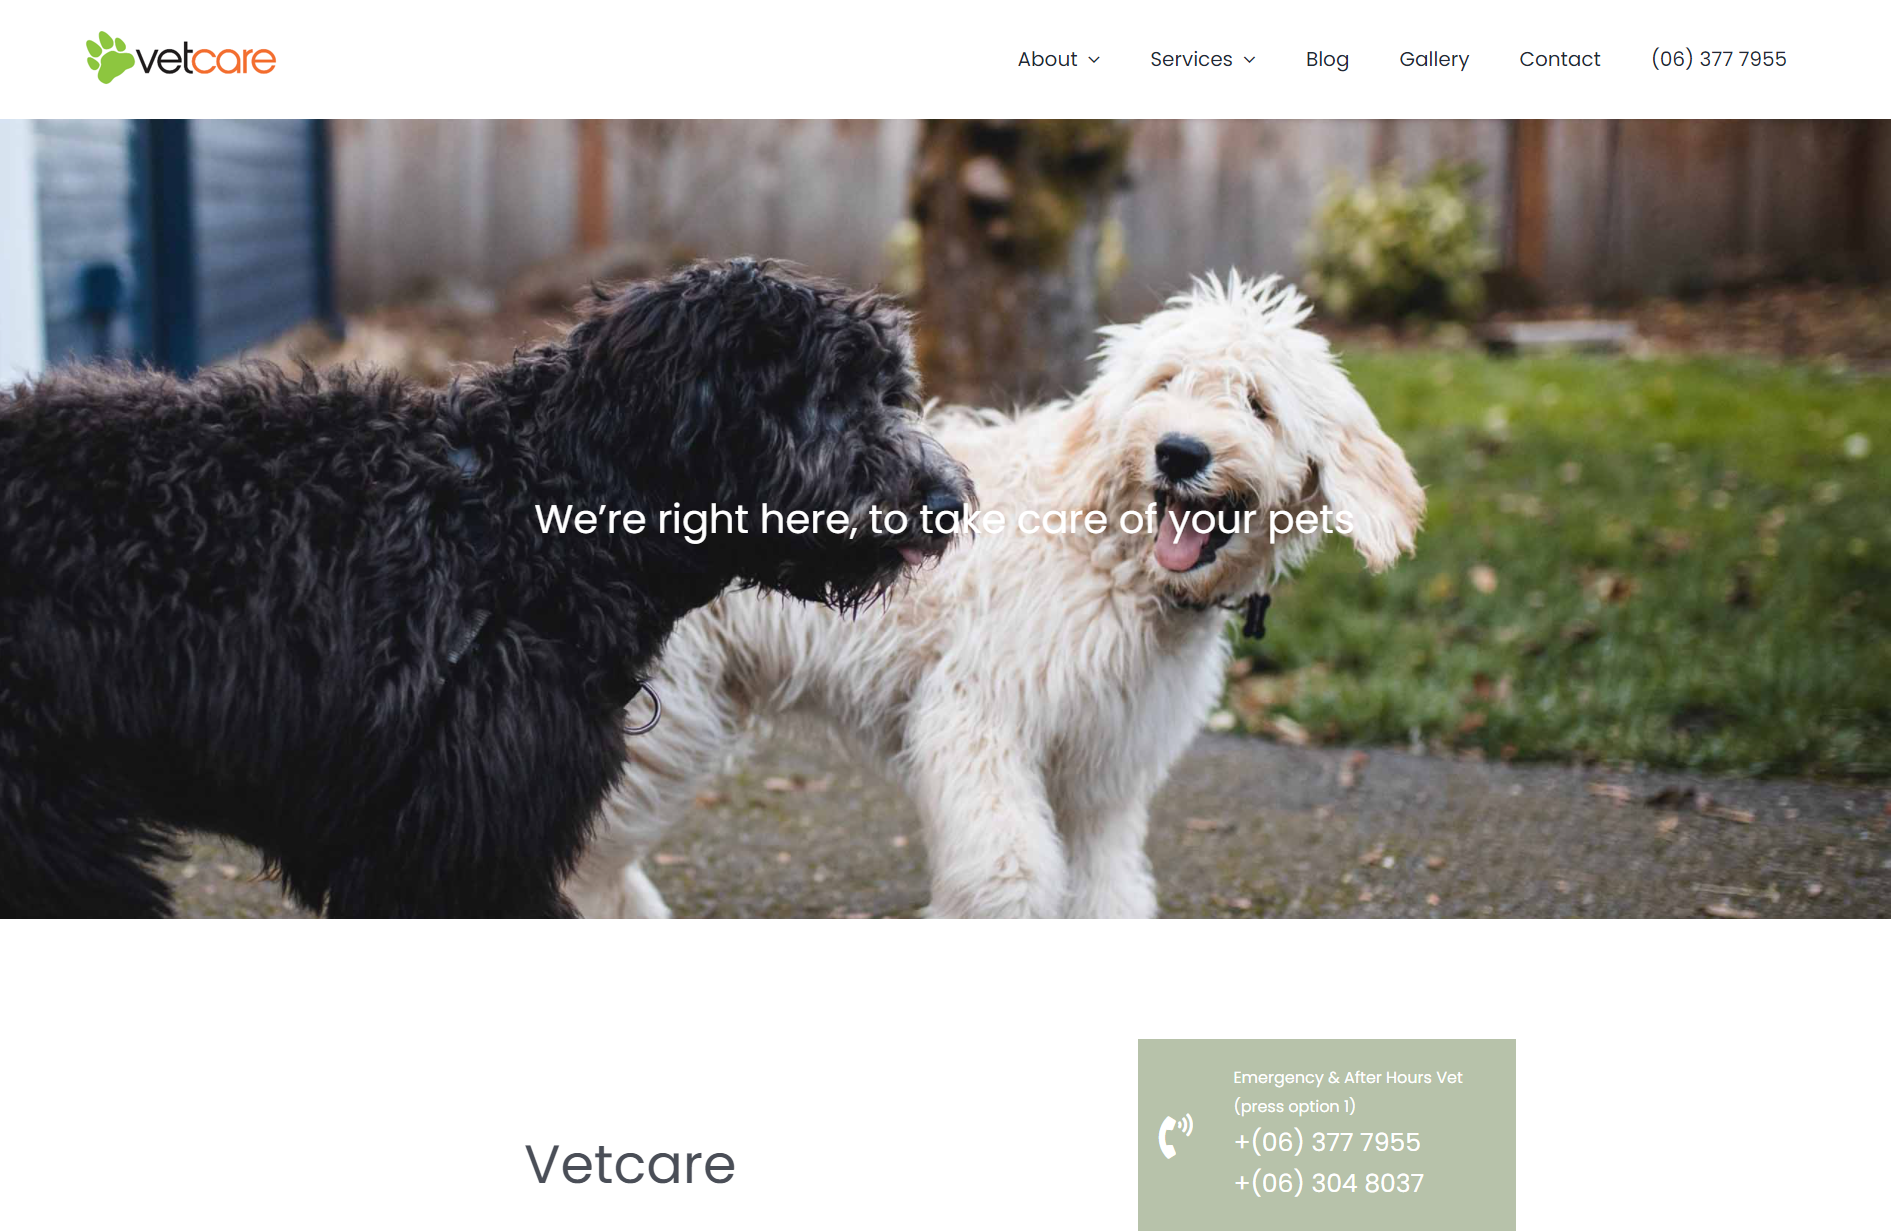 vetcare
About
Services
Blog
Gallery
Contact
(06) 377 7955
We’re right here, to take care of your pets
Vetcare
Emergency & After Hours Vet
(press option 1)
+(06) 377 7955
+(06) 304 8037